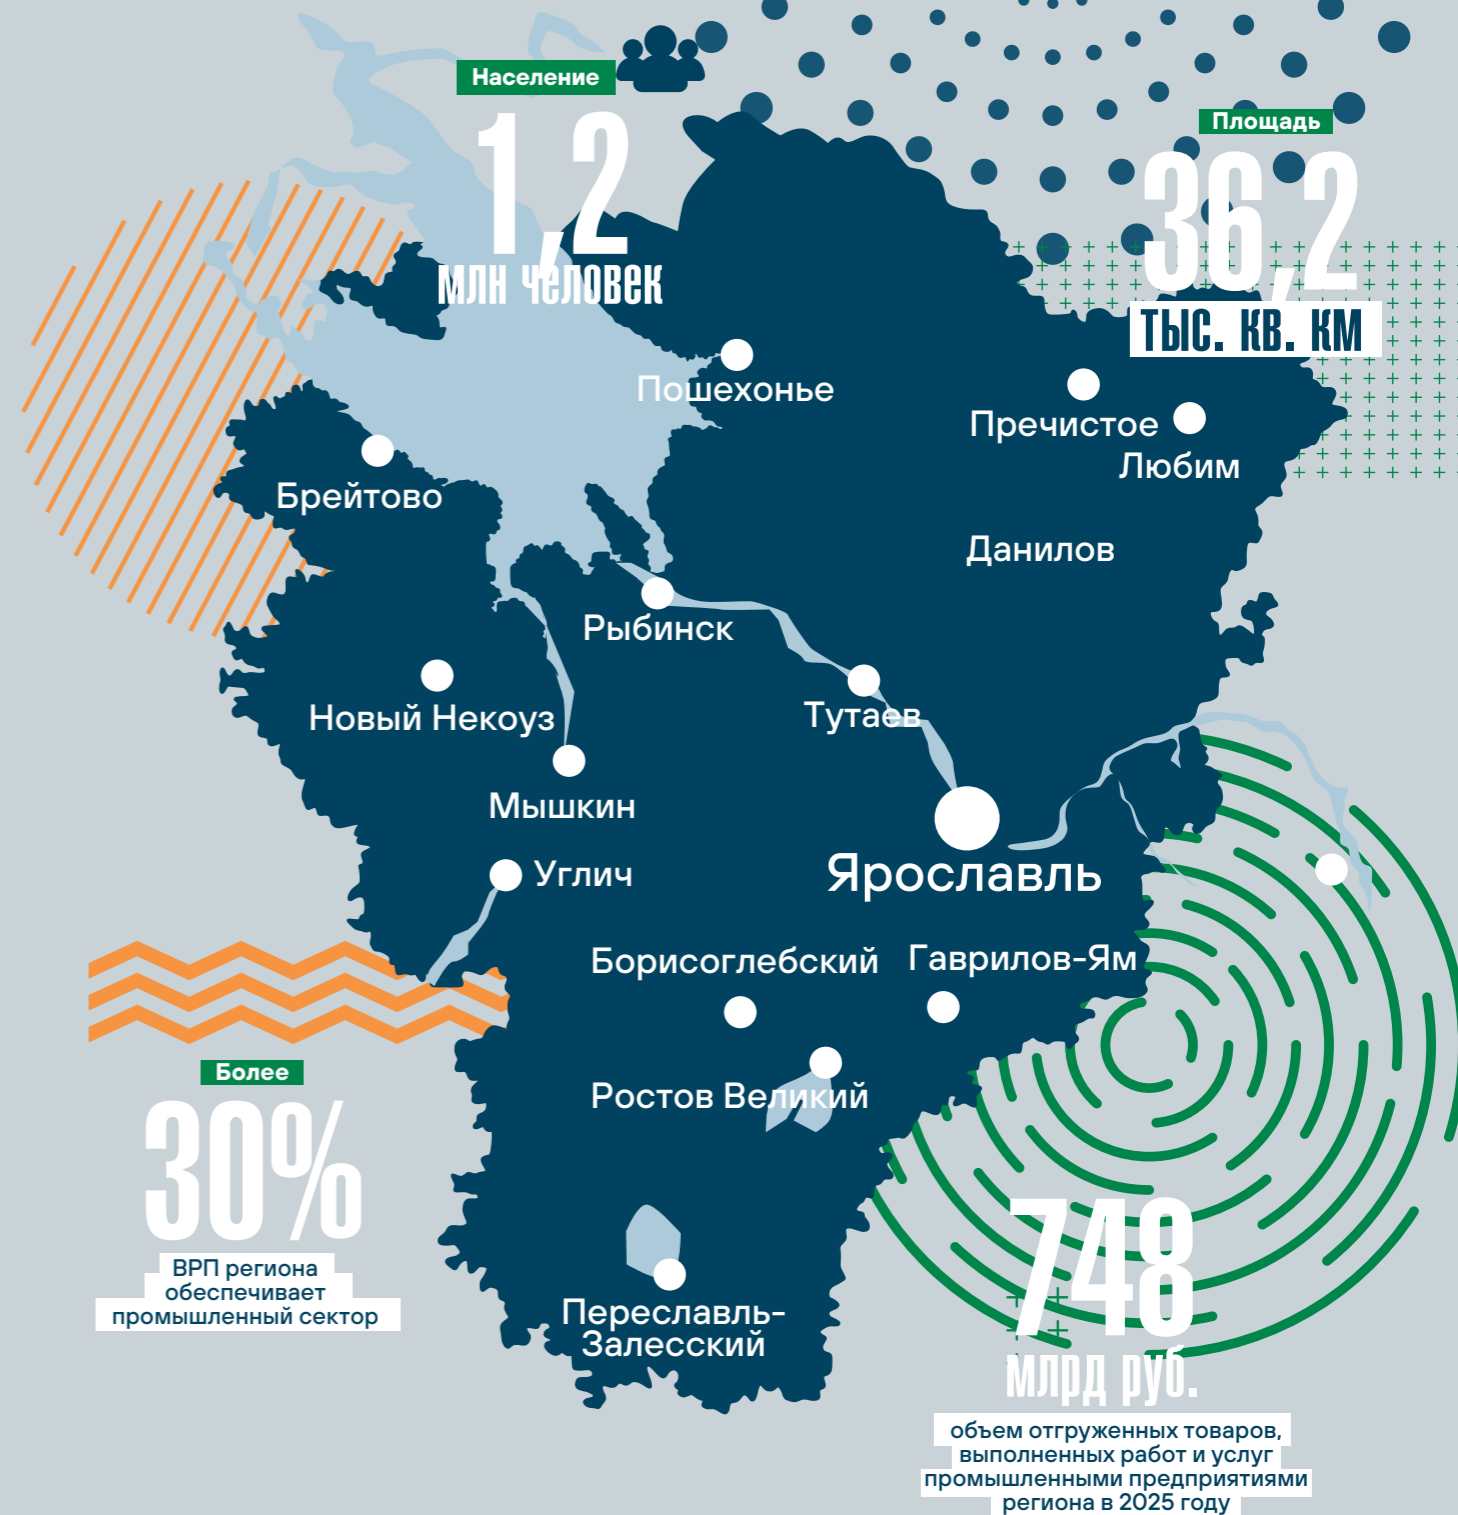 Население
1,2
млн человек
Площадь
36,2
тыс. кв. км
Пошехонье
Пречистое
Любим
Брейтово
Данилов
Рыбинск
Новый Некоуз
Тутаев
Мышкин
Углич
Ярославль
Борисоглебский
Гаврилов-Ям
Ростов Великий
Более
30%
ВРП региона
обеспечивает
промышленный сектор
Переславль-
Залесский
748
млрд руб.
объем отгруженных товаров,
выполненных работ и услуг
промышленными предприятиями
региона в 2025 году